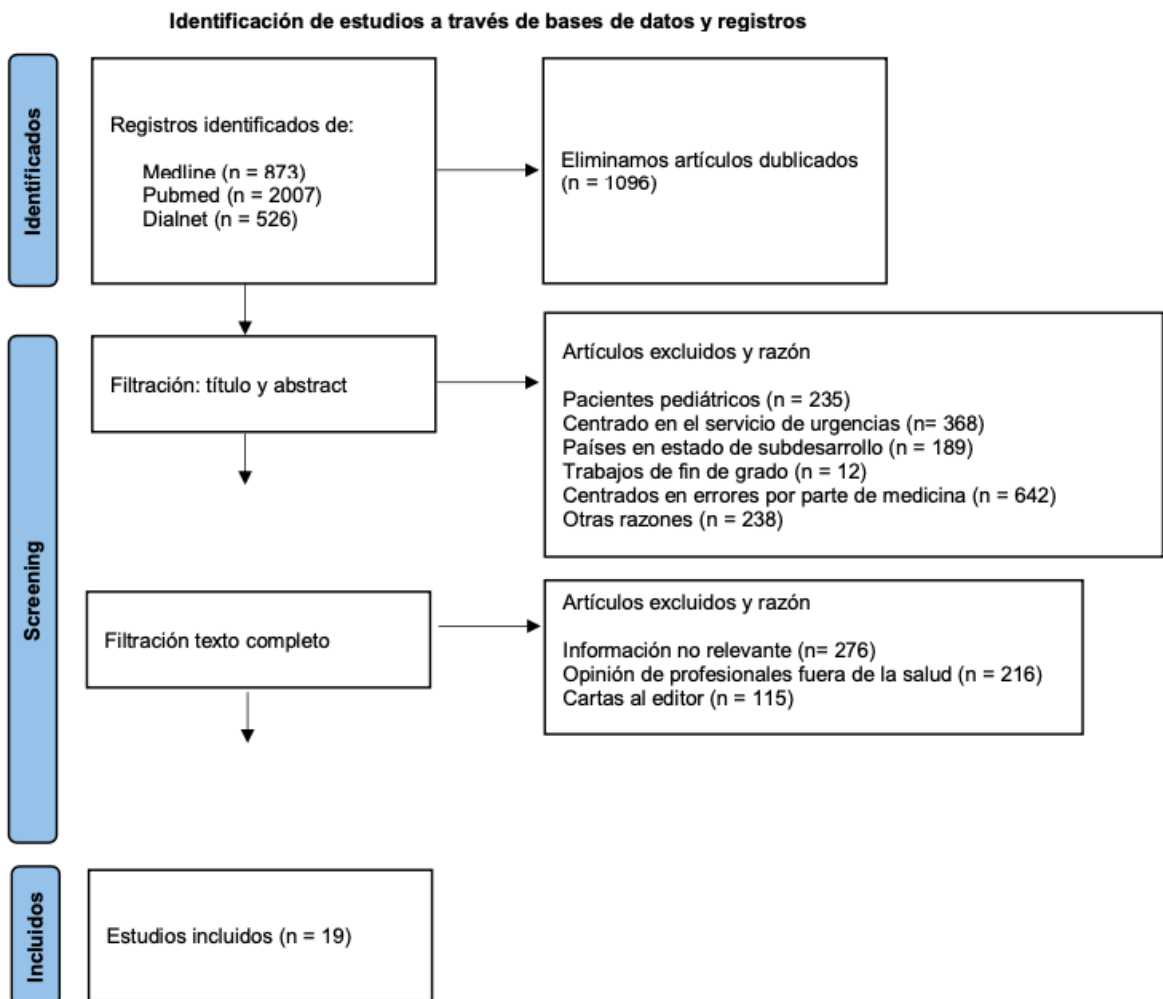 Identificación de estudios a través de bases de datos y registros
Identificados
Registros identificados de:
Medline (n = 873)
Pubmed (n = 2007)
Dialnet (n = 526)
Eliminamos artículos dublicados
(n = 1096)
Screening
Filtración: título y abstract
Artículos excluidos y razón
Pacientes pediátricos (n = 235)
Centrado en el servicio de urgencias (n= 368)
Países en estado de subdesarrollo (n = 189)
Trabajos de fin de grado (n = 12)
Centrados en errores por parte de medicina (n = 642)
Otras razones (n = 238)
Filtración texto completo
Artículos excluidos y razón
Información no relevante (n= 276)
Opinión de profesionales fuera de la salud (n = 216)
Cartas al editor (n = 115)
Incluidos
Estudios incluidos (n = 19)